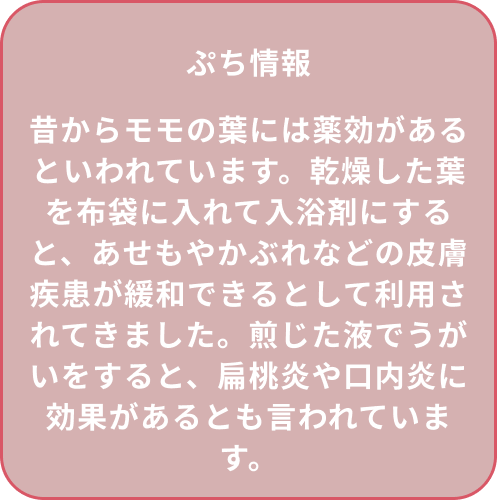 ぷち情報
昔からモモの葉には薬効がある
といわれています。乾燥した葉
を布袋に入れて入浴剤にする
と、あせもやかぶれなどの皮膚
疾患が緩和できるとして利用さ
れてきました。煎じた液でうが
いをすると、扁桃炎や口内炎に
効果があるとも言われていま
す。